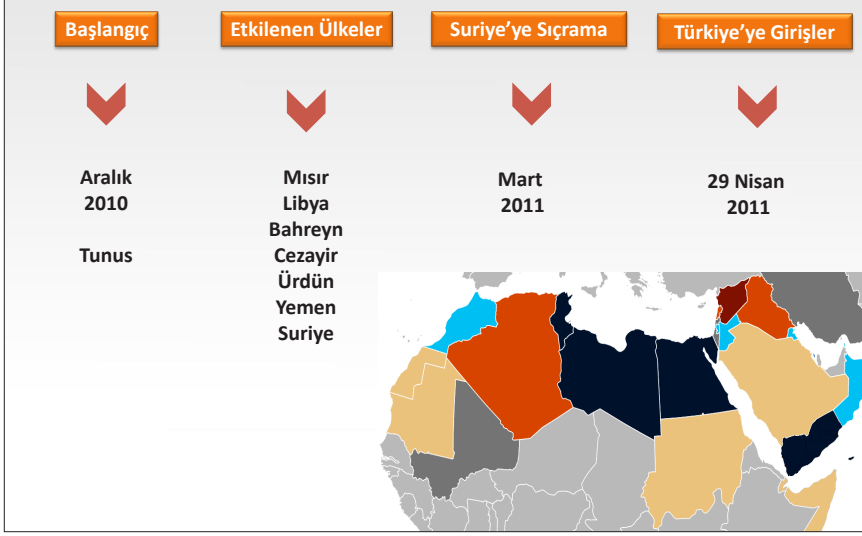 Başlangıç
Etkilenen Ülkeler
Suriye’ye Sıçrama
Türkiye’ye Girişler
Aralık
2010
Tunus
Mısır
Libya
Bahreyn
Cezayir
Ürdün
Yemen
Suriye
Mart
2011
29 Nisan
2011